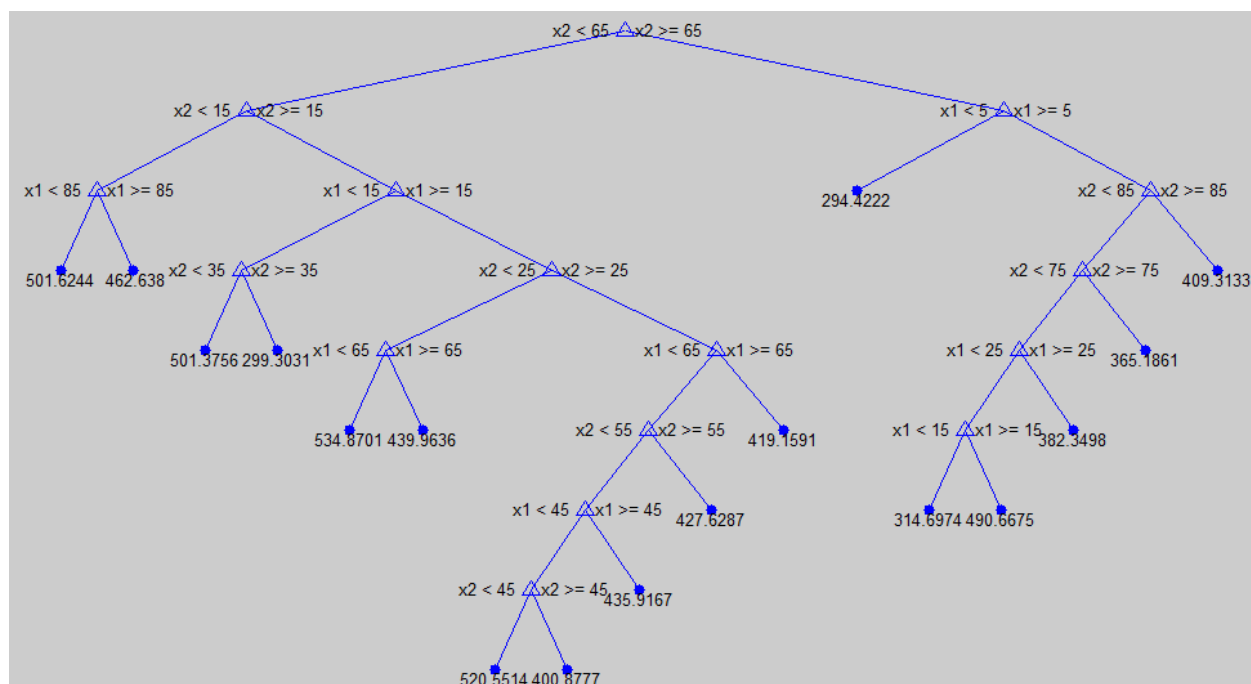 x2 < 65 x2 >= 65
x2 < 15 x2 >= 15 x1 < 5 x1 >= 5
x1 < 85 x1 >= 85 x1 < 15 x1 >= 15 294.4222 x2 < 85 x2 >= 85
501.6244 462.638 x2 < 35 x2 >= 35 x2 < 25 x2 >= 25 x2 < 75 x2 >= 75 409.3133
501.3756 299.3031 x1 < 65 x1 >= 65 x1 < 65 x1 >= 65 x1 < 25 x1 >= 25 365.1861
534.8701 439.9636 x2 < 55 x2 >= 55 419.1591 x1 < 15 x1 >= 15 382.3498
x1 < 45 x1 >= 45 427.6287 314.6974 490.6675
x2 < 45 x2 >= 45 435.9167
520.5514 400.8777